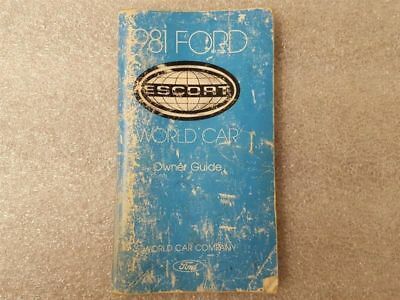 981 FORD
ESCORT
WORLD CAR
Owner Guide
WORLD CAR COMPANY
Ford